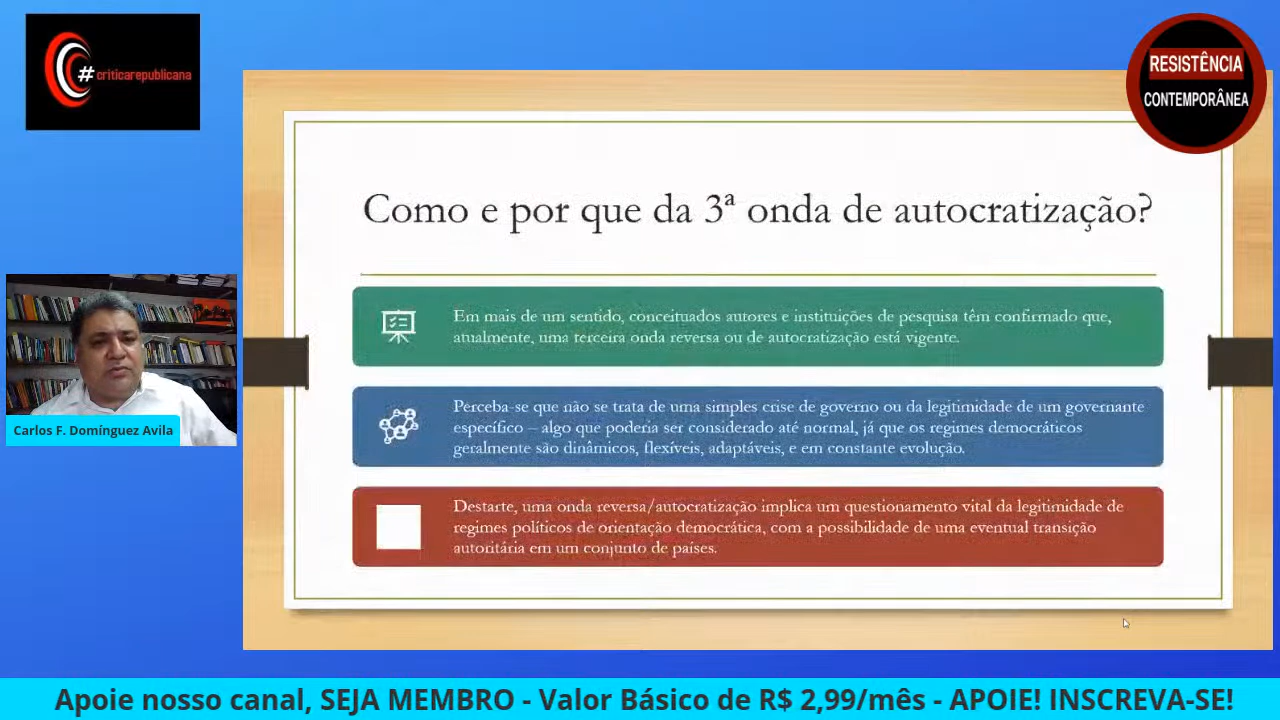 #criticarepublicana
RESISTÊNCIA
CONTEMPORÂNEA
Como e por que da 3ª onda de autocratização?
Em mais de um sentido, conceituados autores e instituições de pesquisa têm confirmado que,
atualmente, uma terceira onda reversa ou de autocratização está vigente.
Perceba-se que não se trata de uma simples crise de governo ou da legitimidade de um governante
específico – algo que poderia ser considerado até normal, já que os regimes democráticos
geralmente são dinâmicos, flexíveis, adaptáveis, e em constante evolução.
Destarte, uma onda reversa/autocratização implica um questionamento vital da legitimidade de
regimes políticos de orientação democrática, com a possibilidade de uma eventual transição
autoritária em um conjunto de países.
Carlos F. Domínguez Avila
Apoie nosso canal, SEJA MEMBRO - Valor Básico de R$ 2,99/mês - APOIE! INSCREVA-SE!